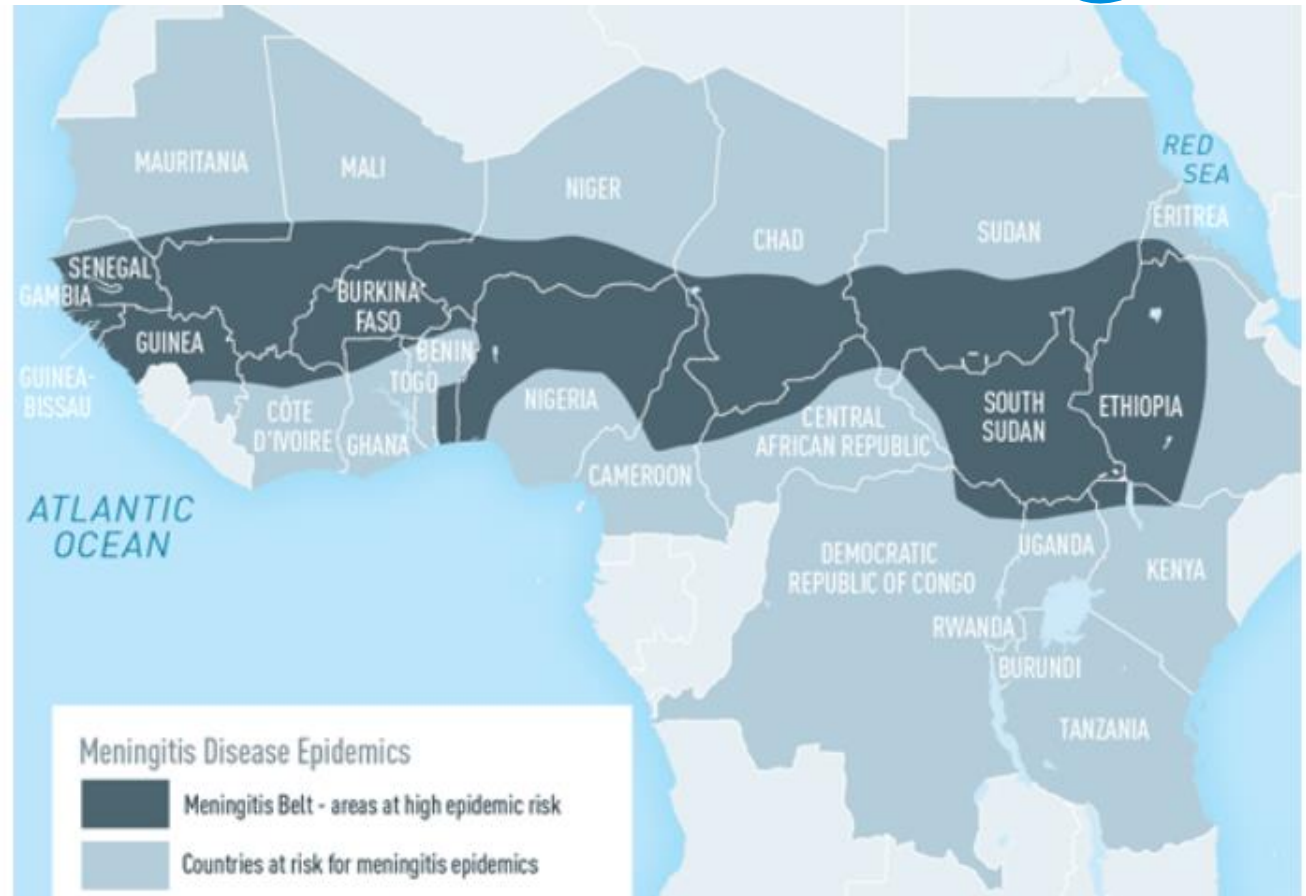 MAURITANIA
MALI
NIGER
CHAD
SUDAN
RED
SEA
ERITREA
SENEGAL
GAMBIA
BURKINA
FASO
GUINEA
BENIN
TOGO
GUINEA-
BISSAU
CÔTE
D'IVOIRE
GHANA
NIGERIA
CENTRAL
AFRICAN REPUBLIC
SOUTH
SUDAN
ETHIOPIA
CAMEROON
ATLANTIC
OCEAN
DEMOCRATIC
REPUBLIC OF CONGO
UGANDA
KENYA
RWANDA
BURUNDI
TANZANIA
Meningitis Disease Epidemics
Meningitis Belt - areas at high epidemic risk
Countries at risk for meningitis epidemics